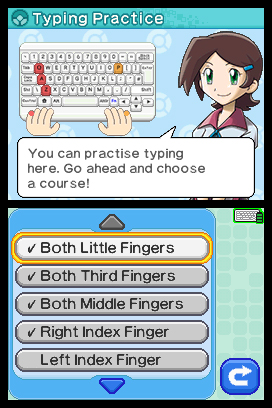 Typing Practice
You can practise typing
here. Go ahead and choose
a course!
✓ Both Little Fingers
✓ Both Third Fingers
✓ Both Middle Fingers
✓ Right Index Finger
Left Index Finger